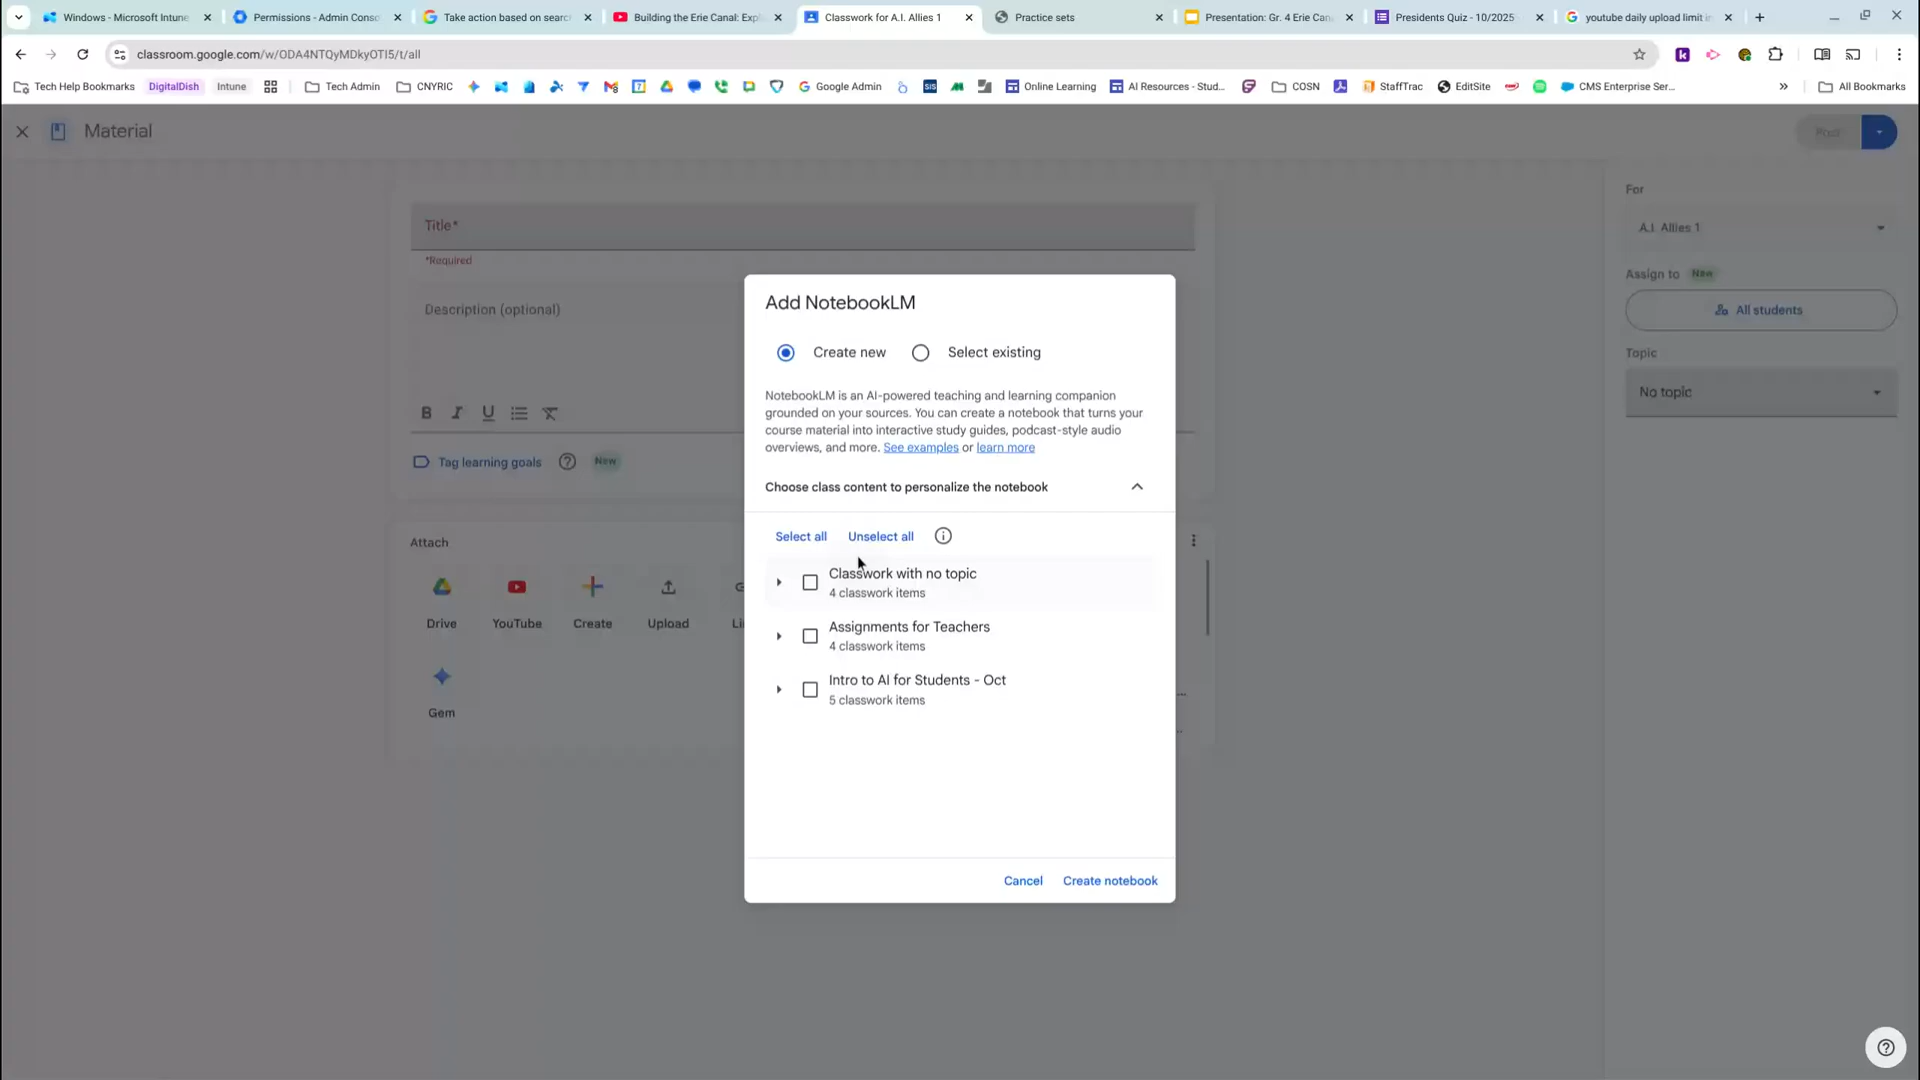 Windows - Microsoft Intune
Permissions - Admin Conso
Take action based on searc
Building the Erie Canal: Expl
Classwork for A.I. Allies 1
Practice sets
Presentation: Gr. 4 Erie Can
Presidents Quiz - 10/2025
youtube daily upload limit i
classroom.google.com/w/ODA4NTQyMDkyOTI5/t/all
Tech Help Bookmarks
DigitalDish
Intune
Tech Admin
CNYRIC
Google Admin
SIS
Online Learning
AI Resources - Stud...
COSN
StaffTrac
EditSite
CMS Enterprise Ser...
All Bookmarks
Material
Post
Title*
*Required
Description (optional)
Tag learning goals
New
Attach
Drive
YouTube
Create
Upload
Gem
For
A.I. Allies 1
Assign to New
All students
Topic
No topic
Add NotebookLM
Create new
Select existing
NotebookLM is an AI-powered teaching and learning companion
grounded on your sources. You can create a notebook that turns your
course material into interactive study guides, podcast-style audio
overviews, and more. See examples or learn more
Choose class content to personalize the notebook
Select all
Unselect all
Classwork with no topic
4 classwork items
Assignments for Teachers
4 classwork items
Intro to AI for Students - Oct
5 classwork items
Cancel
Create notebook